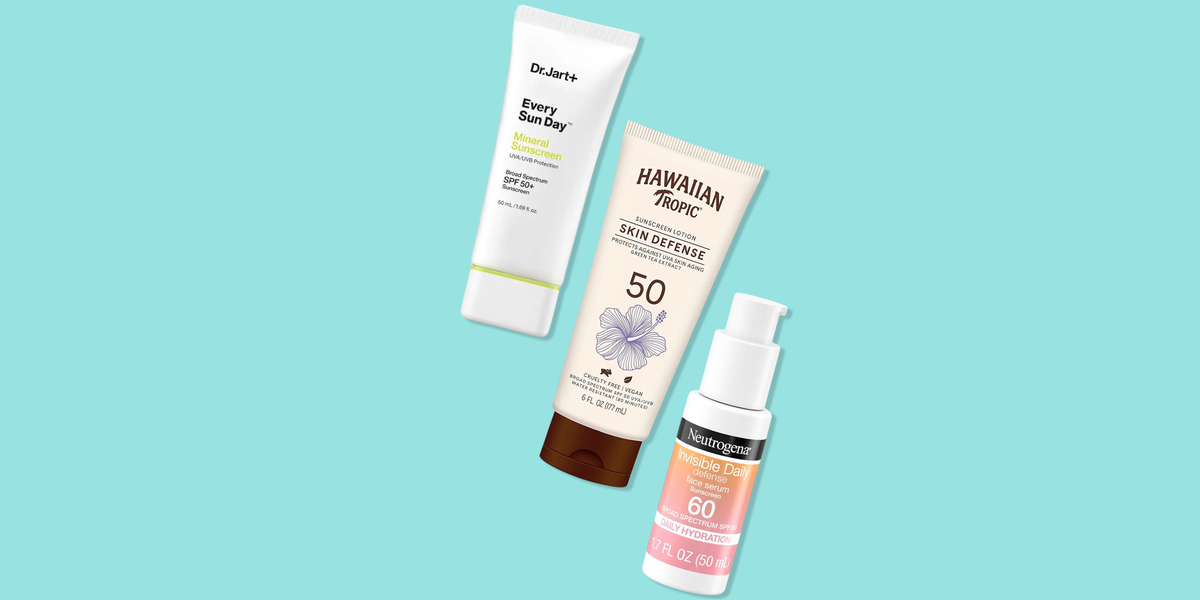 Dr.Jart+
Every
Sun Day™
Mineral
Sunscreen
UVA/UVB Protection
Broad Spectrum
SPF 50+
Sunscreen
50 mL /1.69 fl oz.
HAWAIIAN
TROPIC®
SUNSCREEN LOTION
SKIN DEFENSE
PROTECTS AGAINST UVA SKIN AGING
GREEN TEA EXTRACT
50
CRUELTY FREE | VEGAN
BROAD SPECTRUM SPF 50 UVA/UVB
WATER RESISTANT (80 MINUTES)
6 FL. OZ (177 mL)
Neutrogena®
Invisible Daily
defense
face serum
Sunscreen
60
BROAD SPECTRUM SPF 60
DAILY HYDRATION
1.7 FL OZ (50 mL)